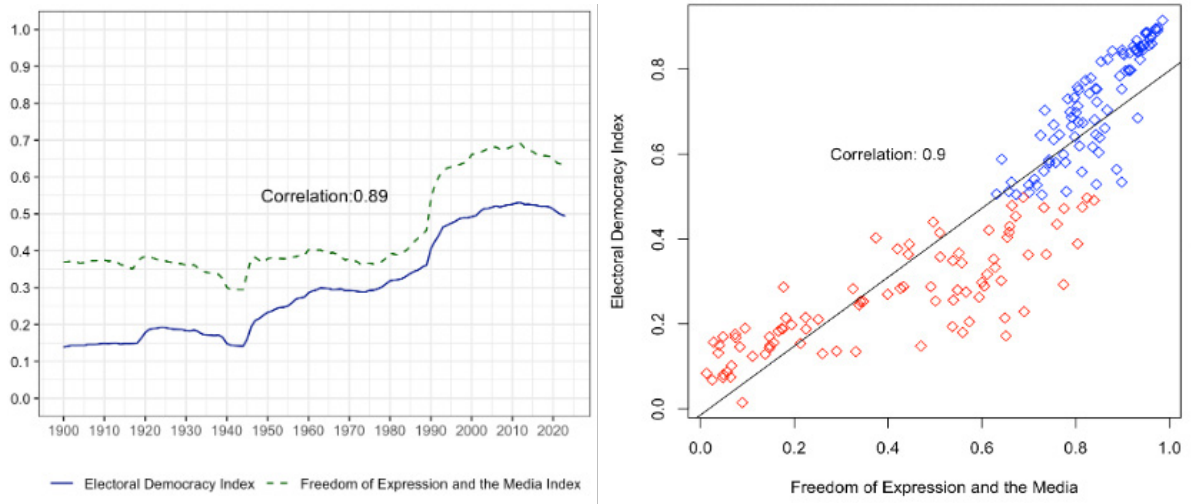 1.0
0.9
0.8
0.7
0.6
0.5
0.4
0.3
0.2
0.1
0.0
Correlation:0.89
1900 1910 1920 1930 1940 1950 1960 1970 1980 1990 2000 2010 2020
Electoral Democracy Index Freedom of Expression and the Media Index
Electoral Democracy Index
0.8
0.6
0.4
0.2
0.0
Correlation: 0.9
0.0 0.2 0.4 0.6 0.8 1.0
Freedom of Expression and the Media